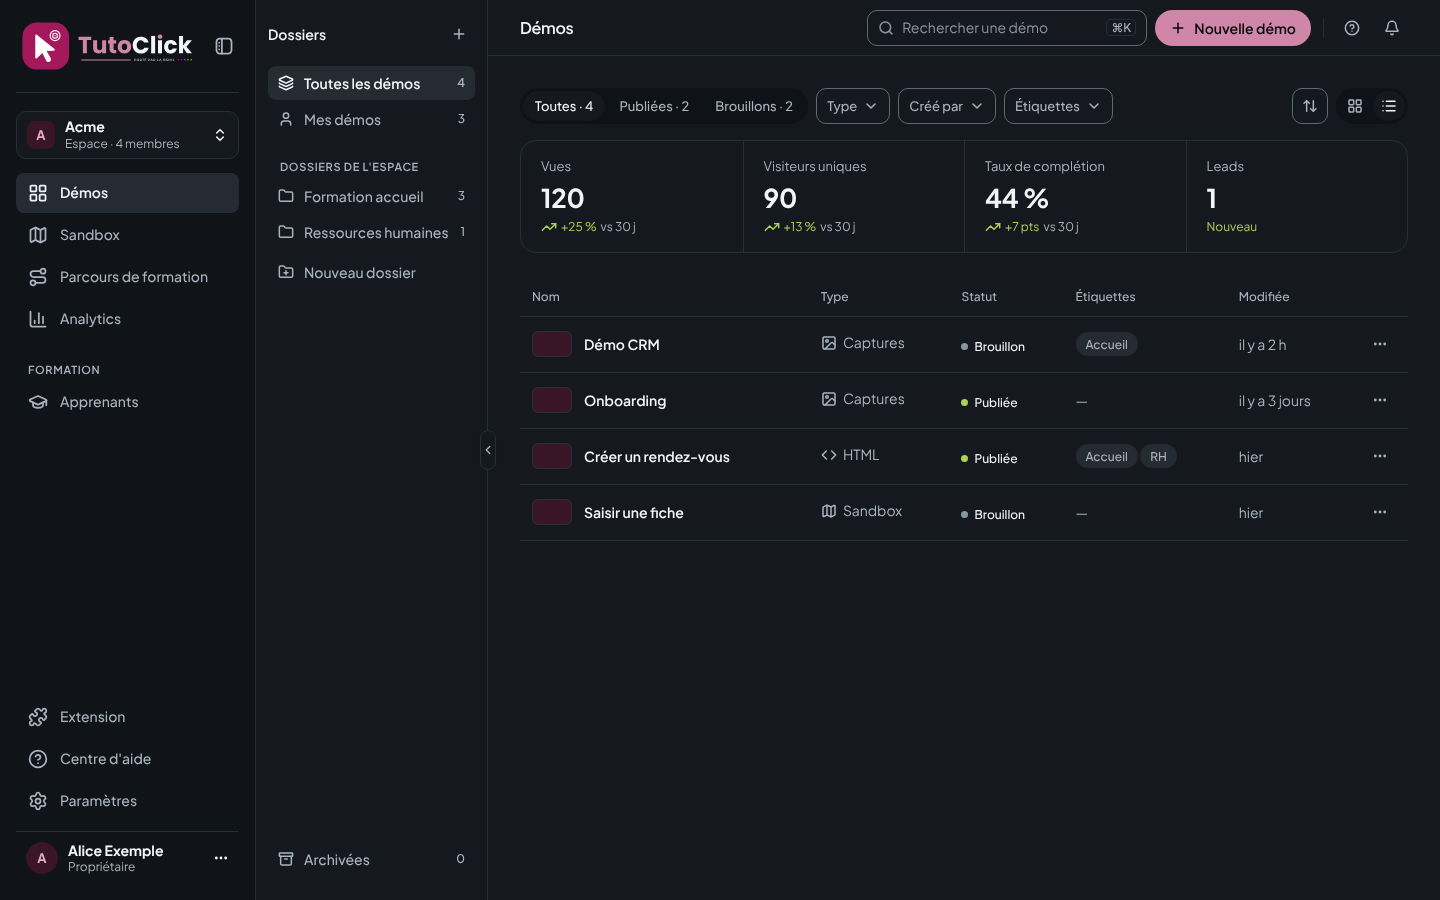 TutoClick
Acme
Espace · 4 membres
Démos
Sandbox
Parcours de formation
Analytics
FORMATION
Apprenants
Extension
Centre d'aide
Paramètres
Alice Exemple
Propriétaire
Dossiers
Toutes les démos 4
Mes démos 3
DOSSIERS DE L'ESPACE
Formation accueil 3
Ressources humaines 1
Nouveau dossier
Archivées 0
Démos
Rechercher une démo ⌘K
Nouvelle démo
Toutes · 4 Publiées · 2 Brouillons · 2 Type Créé par Étiquettes
Vues Visiteurs uniques Taux de complétion Leads
120 90 44 % 1
+25 % vs 30 j +13 % vs 30 j +7 pts vs 30 j Nouveau
Nom Type Statut Étiquettes Modifiée
Démo CRM Captures Brouillon Accueil il y a 2 h
Onboarding Captures Publiée — il y a 3 jours
Créer un rendez-vous HTML Publiée Accueil RH hier
Saisir une fiche Sandbox Brouillon — hier
A
A